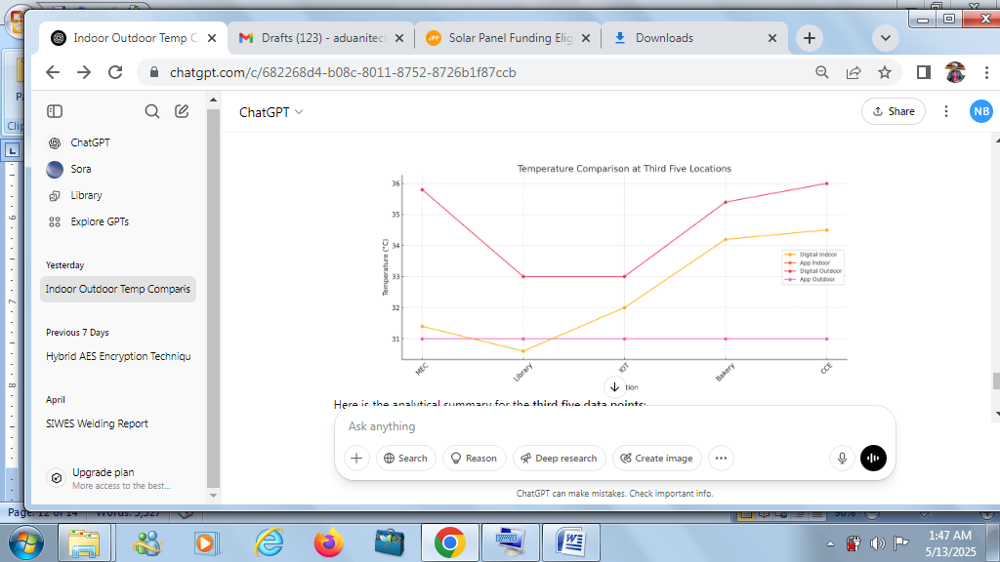 Indoor Outdoor Temp C
Drafts (123) - aduanitech
Solar Panel Funding Elig
Downloads
chatgpt.com/c/682268d4-b08c-8011-8752-8726b1f87ccb
ChatGPT
Share
NB
ChatGPT
Sora
Library
Explore GPTs
Yesterday
Indoor Outdoor Temp Comparis
Previous 7 Days
Hybrid AES Encryption Techniqu
April
SIWES Welding Report
Upgrade plan
More access to the best...
Temperature Comparison at Third Five Locations
Temperature (°C)
36
35
34
33
32
31
Digital Indoor
App Indoor
Digital Outdoor
App Outdoor
MEC
Library
IOT
Bakery
CCE
tion
Here is the analytical summary for the third five data points:
Ask anything
Search
Reason
Deep research
Create image
ChatGPT can make mistakes. Check important info.
Page: 12 of 14
Words: 3,327
90%
1:47 AM
5/13/2025